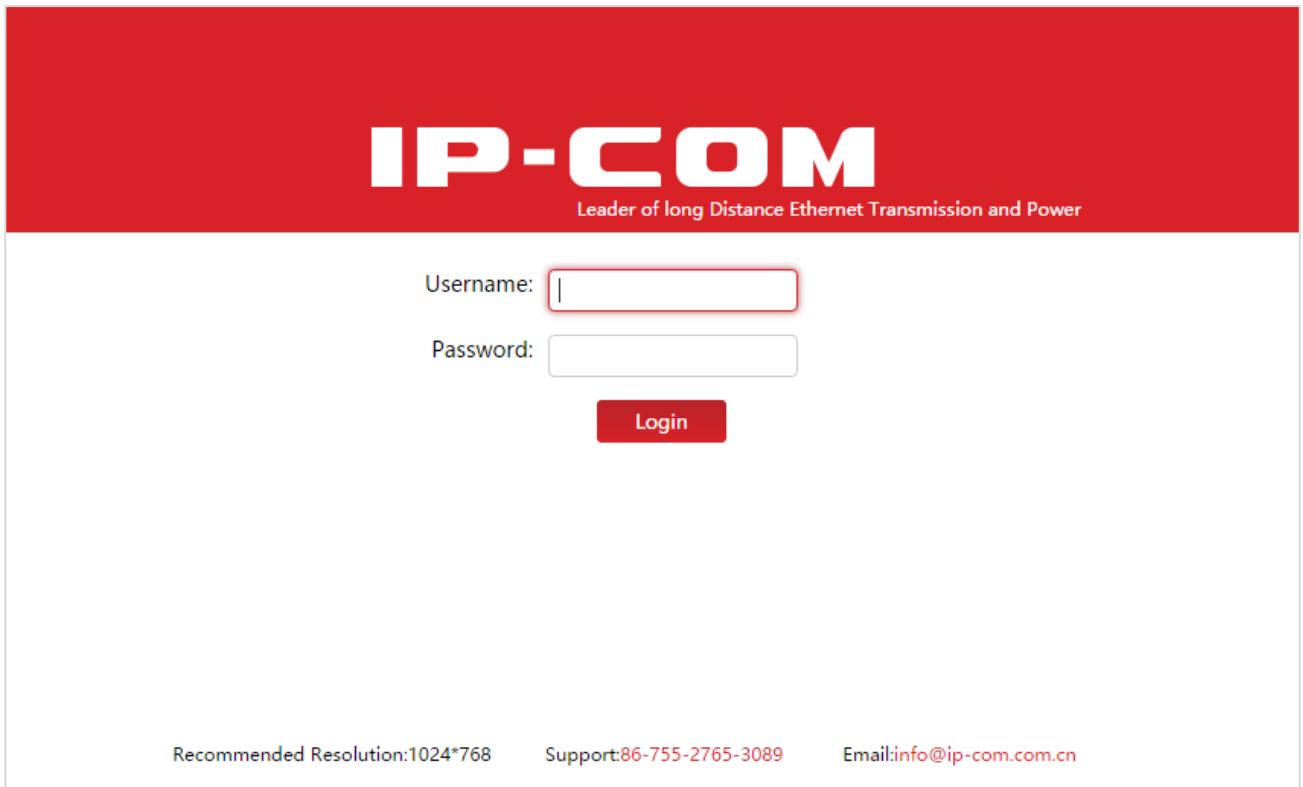 IP-COM
Leader of long Distance Ethernet Transmission and Power
Username:
Password:
Login
Recommended Resolution:1024*768 Support:86-755-2765-3089 Email:info@ip-com.com.cn